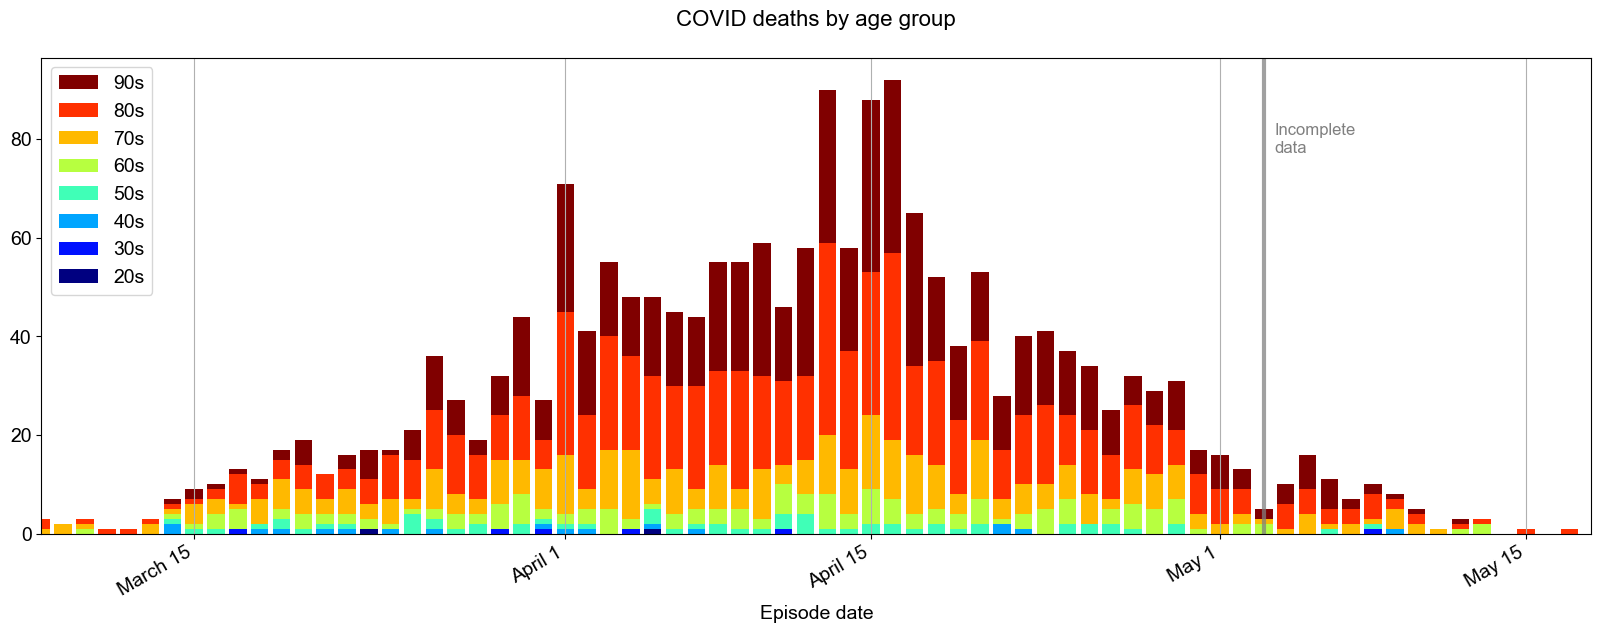 COVID deaths by age group
90s
80s
70s
60s
50s
40s
30s
20s
80
60
40
20
0
Incomplete
data
March 15
April 1
April 15
May 1
May 15
Episode date